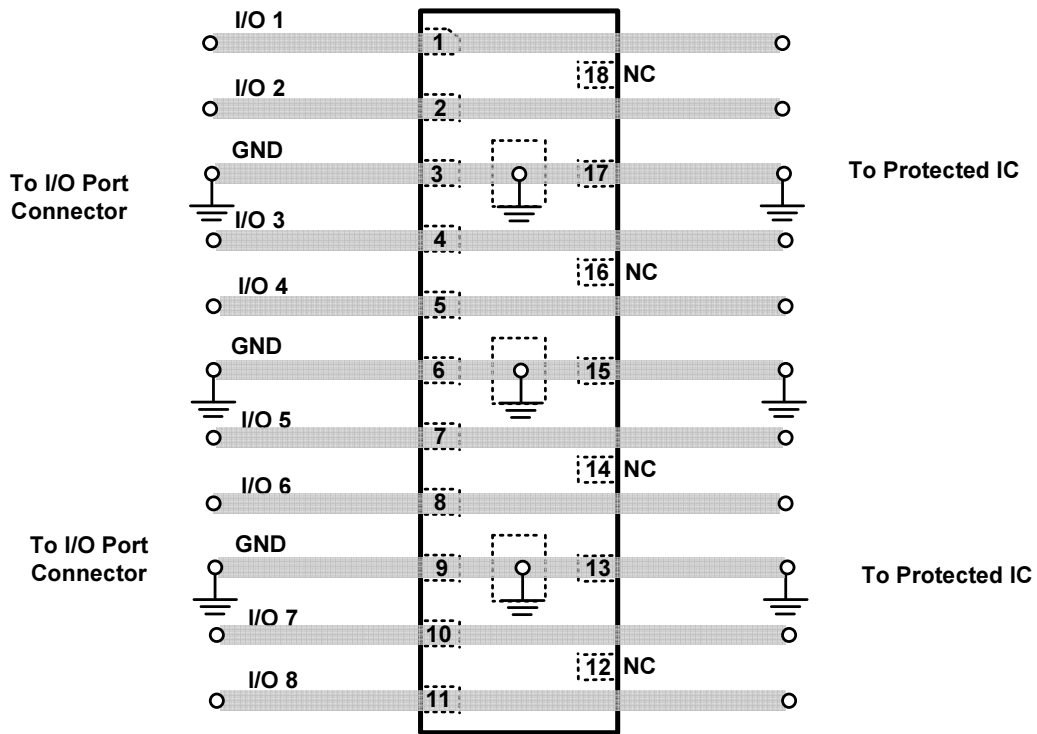 I/O 1
1
18 NC
I/O 2
2
GND
3
17
To I/O Port
Connector
To Protected IC
I/O 3
4
16 NC
I/O 4
5
GND
6
15
I/O 5
7
14 NC
I/O 6
8
GND
9
13
To I/O Port
Connector
To Protected IC
I/O 7
10
12 NC
I/O 8
11